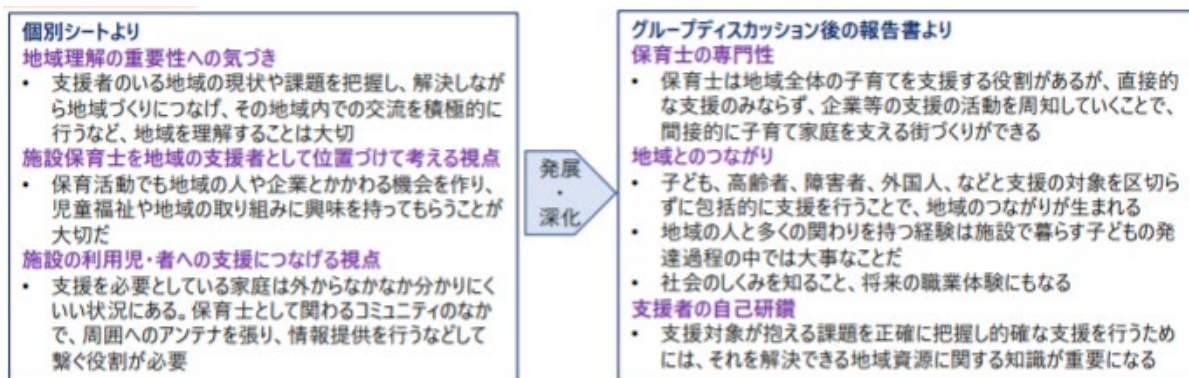 個別シートより
地域理解の重要性への気づき
• 支援者のいる地域の現状や課題を把握し、解決しなが
ら地域づくりにつなげ、その地域内での交流を積極的に
行うなど、地域を理解することは大切
施設保育士を地域の支援者として位置づけて考える視点
• 保育活動でも地域の人や企業とかかわる機会を作り、
児童福祉や地域の取り組みに興味を持ってもらうことが
大切だ
施設の利用児・者への支援につなげる視点
• 支援を必要としている家庭は外からなかなか分かりにく
くいい状況にある。保育士として関わるコミュニティのなか
で、周囲へのアンテナを張り、情報提供を行うなどして
繋ぐ役割が必要
発展
・
深化
グループディスカッション後の報告書より
保育士の専門性
• 保育士は地域全体の子育てを支援する役割があるが、直接的
な支援のみならず、企業等の支援の活動を周知していくことで、
間接的に子育て家庭を支える街づくりができる
地域とのつながり
• 子ども、高齢者、障害者、外国人、などと支援の対象を区切ら
ずに包括的に支援を行うことで、地域のつながりが生まれる
• 地域の人と多くの関わりを持つ経験は施設で暮らす子どもの発
達過程の中では大事なことだ
• 社会のしくみを知ること、将来の職業体験にもなる
支援者の自己研鑽
• 支援対象が抱える課題を正確に把握し的確な支援を行うため
には、それを解決できる地域資源に関する知識が重要になる